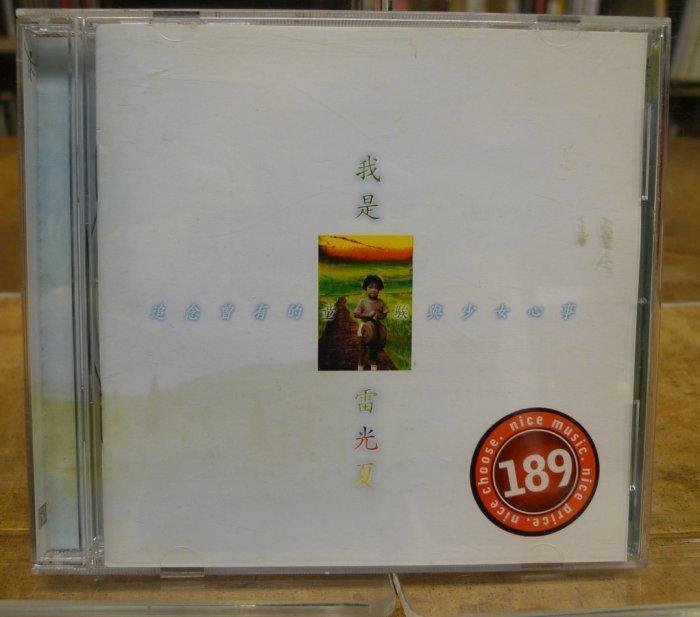 我是
追念曾有的童騃與少女心事
雷光夏
nice choose. nice music. nice price.
189